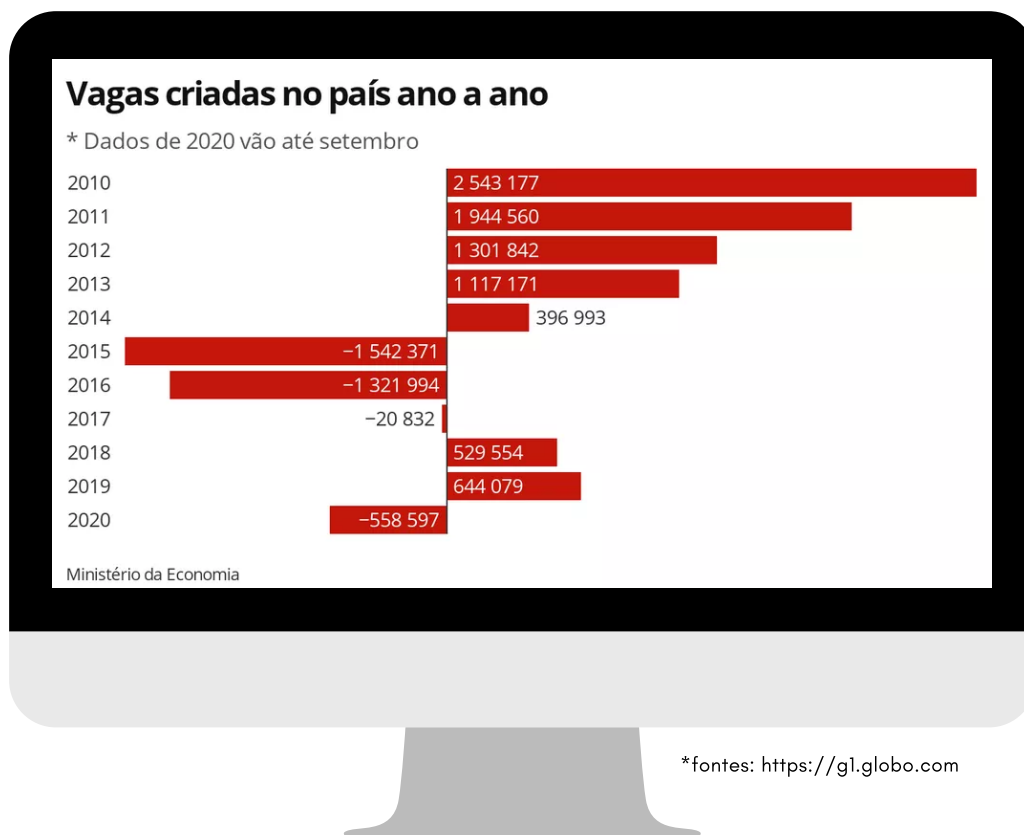 Vagas criadas no país ano a ano
* Dados de 2020 vão até setembro
2010 2 543 177
2011 1 944 560
2012 1 301 842
2013 1 117 171
2014 396 993
2015 −1 542 371
2016 −1 321 994
2017 −20 832
2018 529 554
2019 644 079
2020 −558 597
Ministério da Economia
*fontes: https://g1.globo.com